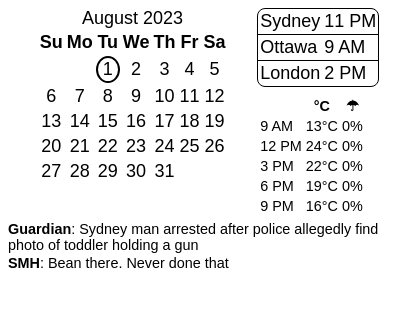 August 2023
Su Mo Tu We Th Fr Sa
1 2 3 4 5
6 7 8 9 10 11 12
13 14 15 16 17 18 19
20 21 22 23 24 25 26
27 28 29 30 31
Sydney 11 PM
Ottawa 9 AM
London 2 PM
°C ☂
9 AM 13°C 0%
12 PM 24°C 0%
3 PM 22°C 0%
6 PM 19°C 0%
9 PM 16°C 0%
Guardian: Sydney man arrested after police allegedly find
photo of toddler holding a gun
SMH: Bean there. Never done that